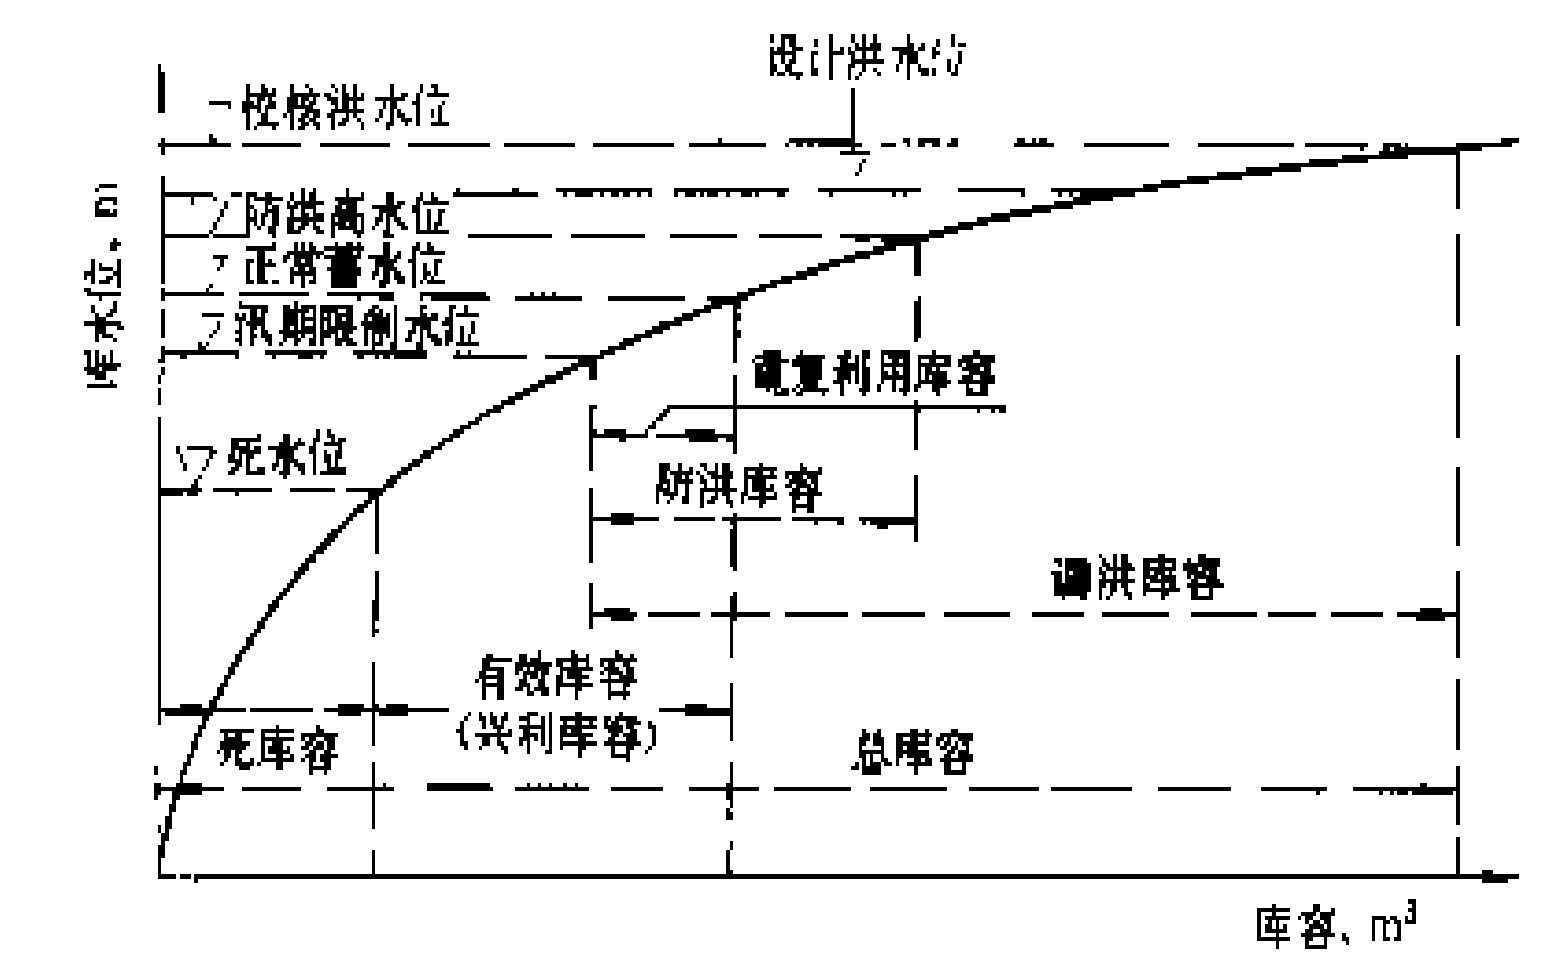 设计洪水位
校核洪水位
防洪高水位
正常蓄水位
汛期限制水位
库水位, m
重复利用库容
死水位
防洪库容
调洪库容
有效库容
(兴利库容)
死库容
总库容
库容, m³